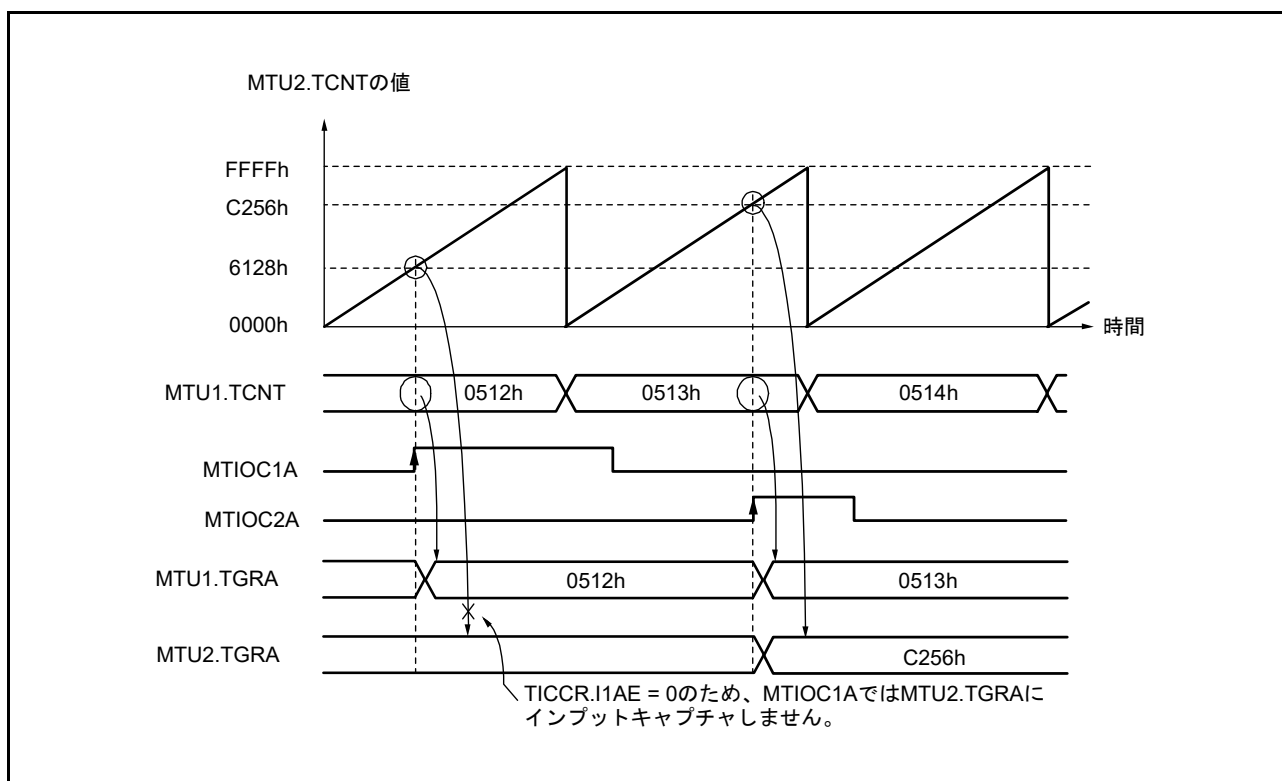 MTU2.TCNTの値
FFFFh
C256h
6128h
0000h
時間
MTU1.TCNT
0512h
0513h
0514h
MTIOC1A
MTIOC2A
MTU1.TGRA
0512h
0513h
MTU2.TGRA
C256h
TICCR.I1AE = 0のため、MTIOC1AではMTU2.TGRAに
インプットキャプチャしません。